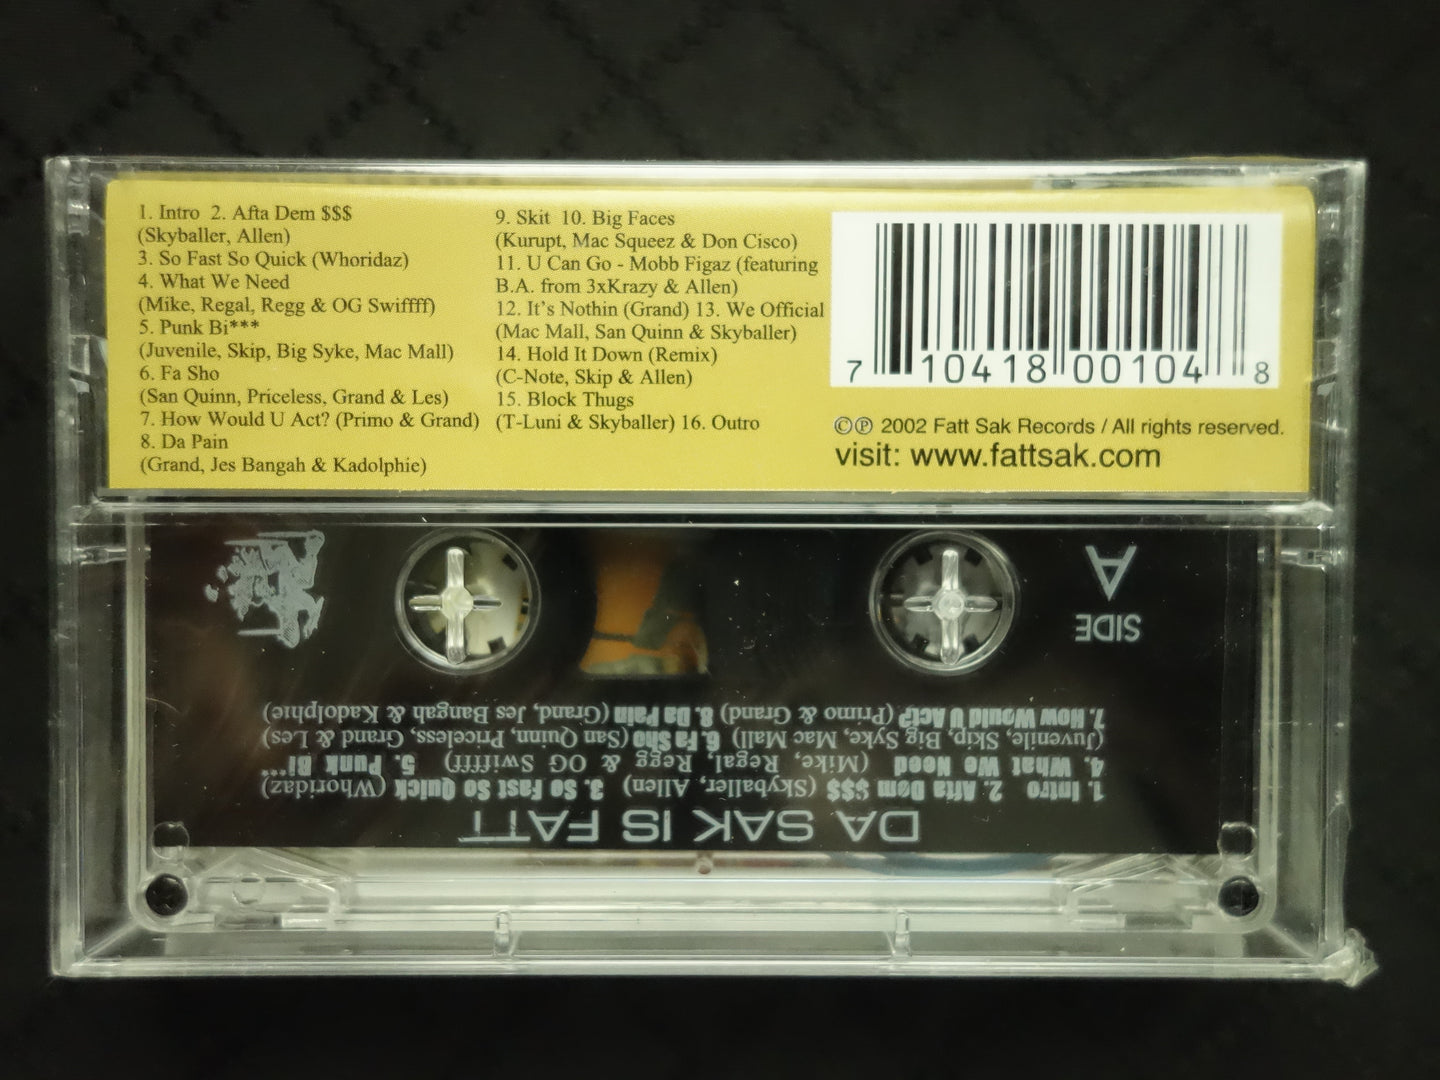 1. Intro 2. Afta Dem $$$
(Skyballer, Allen)
3. So Fast So Quick (Whoridaz)
4. What We Need
(Mike, Regal, Regg & OG Swiffff)
5. Punk Bi***
(Juvenile, Skip, Big Syke, Mac Mall)
6. Fa Sho
(San Quinn, Priceless, Grand & Les)
7. How Would U Act? (Primo & Grand)
8. Da Pain
(Grand, Jes Bangah & Kadolphie)
9. Skit 10. Big Faces
(Kurupt, Mac Squeez & Don Cisco)
11. U Can Go - Mobb Figaz (featuring
B.A. from 3xKrazy & Allen)
12. It's Nothin (Grand) 13. We Official
(Mac Mall, San Quinn & Skyballer)
14. Hold It Down (Remix)
(C-Note, Skip & Allen)
15. Block Thugs
(T-Luni & Skyballer) 16. Outro
7 10418 00104 8
©℗ 2002 Fatt Sak Records / All rights reserved.
visit: www.fattsak.com
DA SAK IS FATT
1. Intro 2. Afta Dem $$$ (Skyballer, Allen) 3. So Fast So Quick (Whoridaz)
4. What We Need (Mike, Regal, Regg & OG Swiffff) 5. Punk Bi***
(Juvenile, Skip, Big Syke, Mac Mall) 6. Fa Sho (San Quinn, Priceless, Grand & Les)
7. How Would U Act? (Primo & Grand) 8. Da Pain (Grand, Jes Bangah & Kadolphie)
SIDE
A